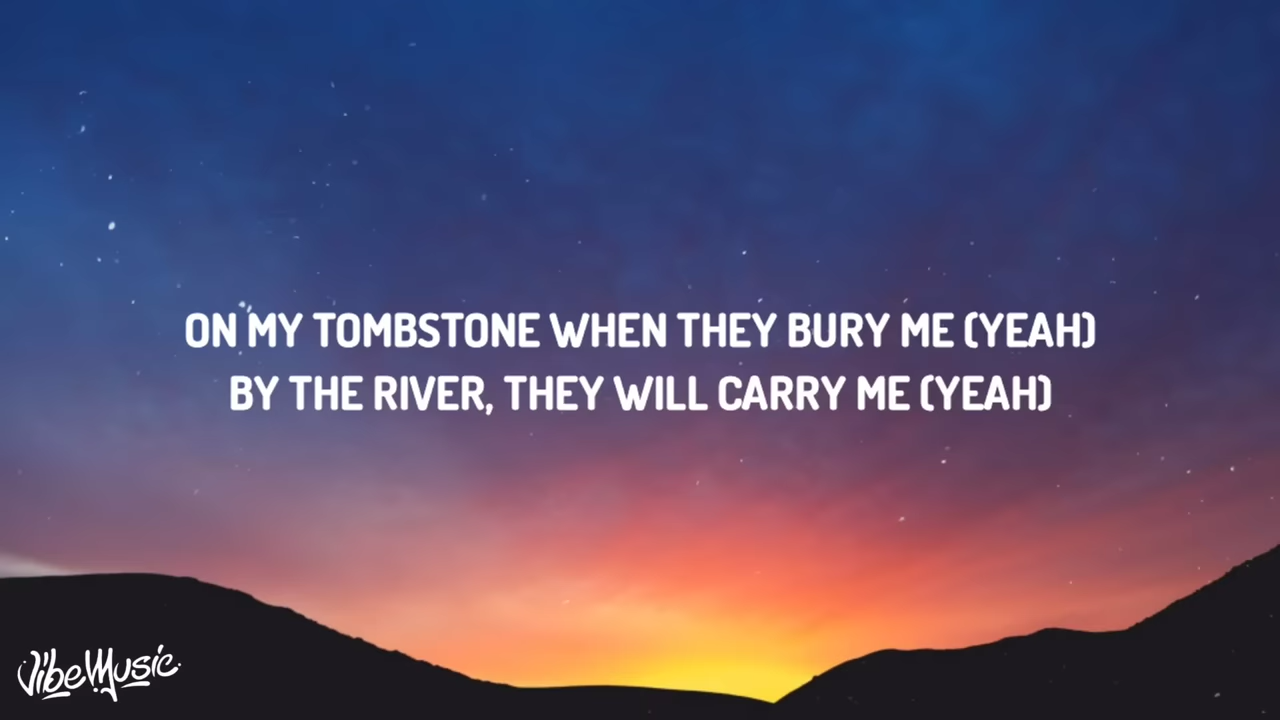 ON MY TOMBSTONE WHEN THEY BURY ME (YEAH)
BY THE RIVER, THEY WILL CARRY ME (YEAH)
VibeMusic